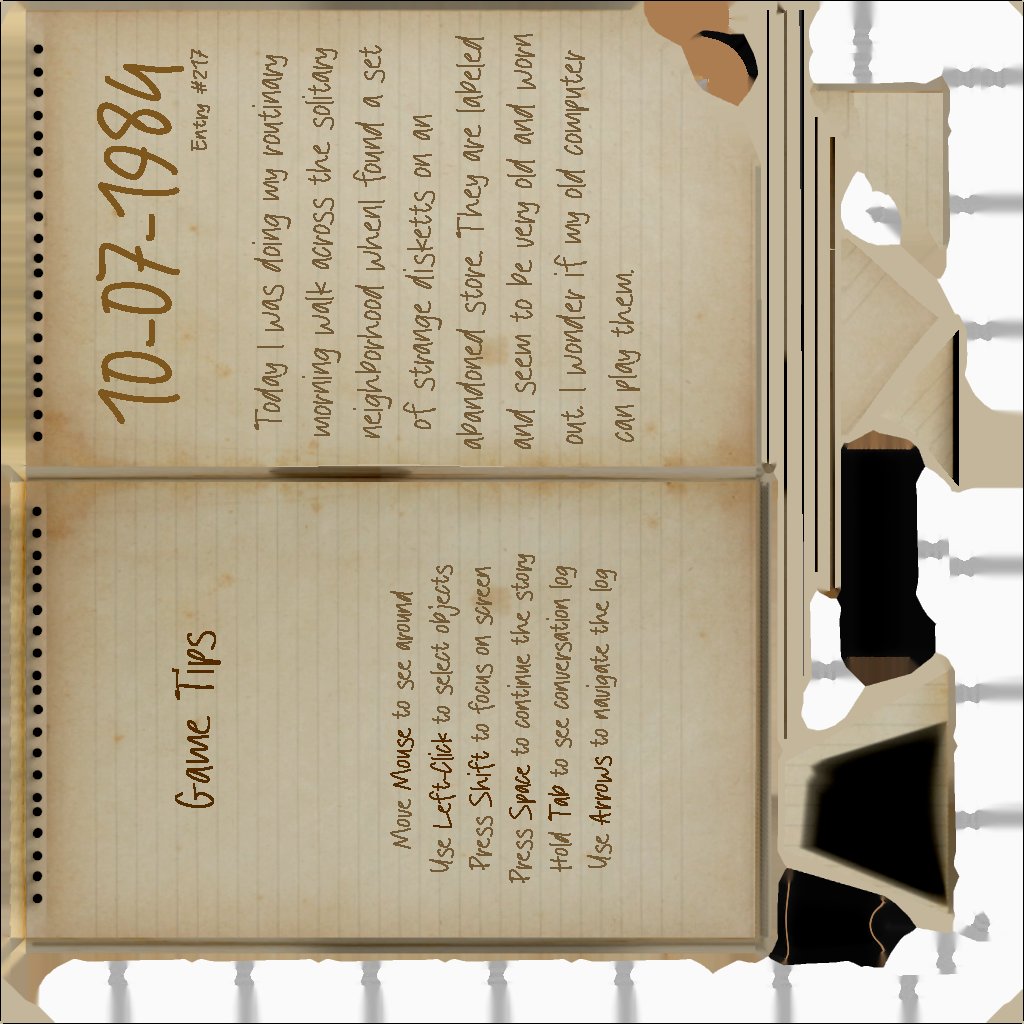 10-07-1984
Entry #217
Today I was doing my routinary
morning walk across the solitary
neighborhood when I found a set
of strange disketts on an
abandoned store. They are labeled
and seem to be very old and worn
out. I wonder if my old computer
can play them.
Game Tips
Move Mouse to see around
Use Left-Click to select objects
Press Shift to focus on screen
Press Space to continue the story
Hold Tab to see conversation log
Use Arrows to navigate the log